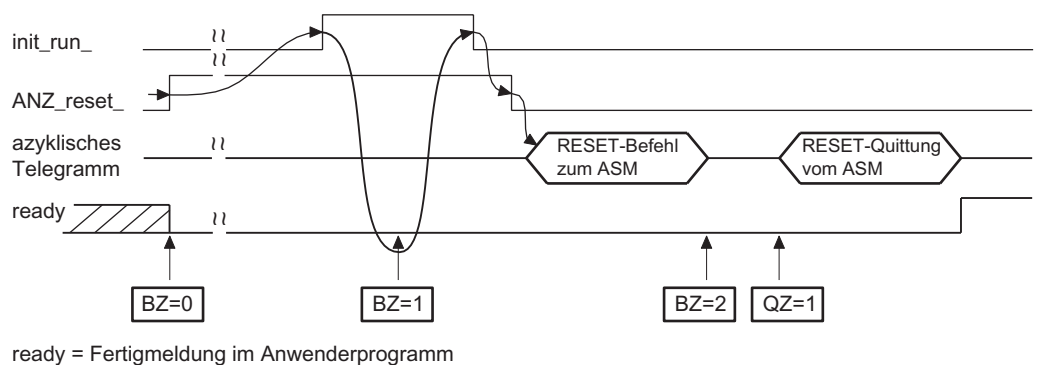 init_run_
ANZ_reset_
azyklisches
Telegramm
RESET-Befehl
zum ASM
RESET-Quittung
vom ASM
ready
BZ=0
BZ=1
BZ=2
QZ=1
ready = Fertigmeldung im Anwenderprogramm